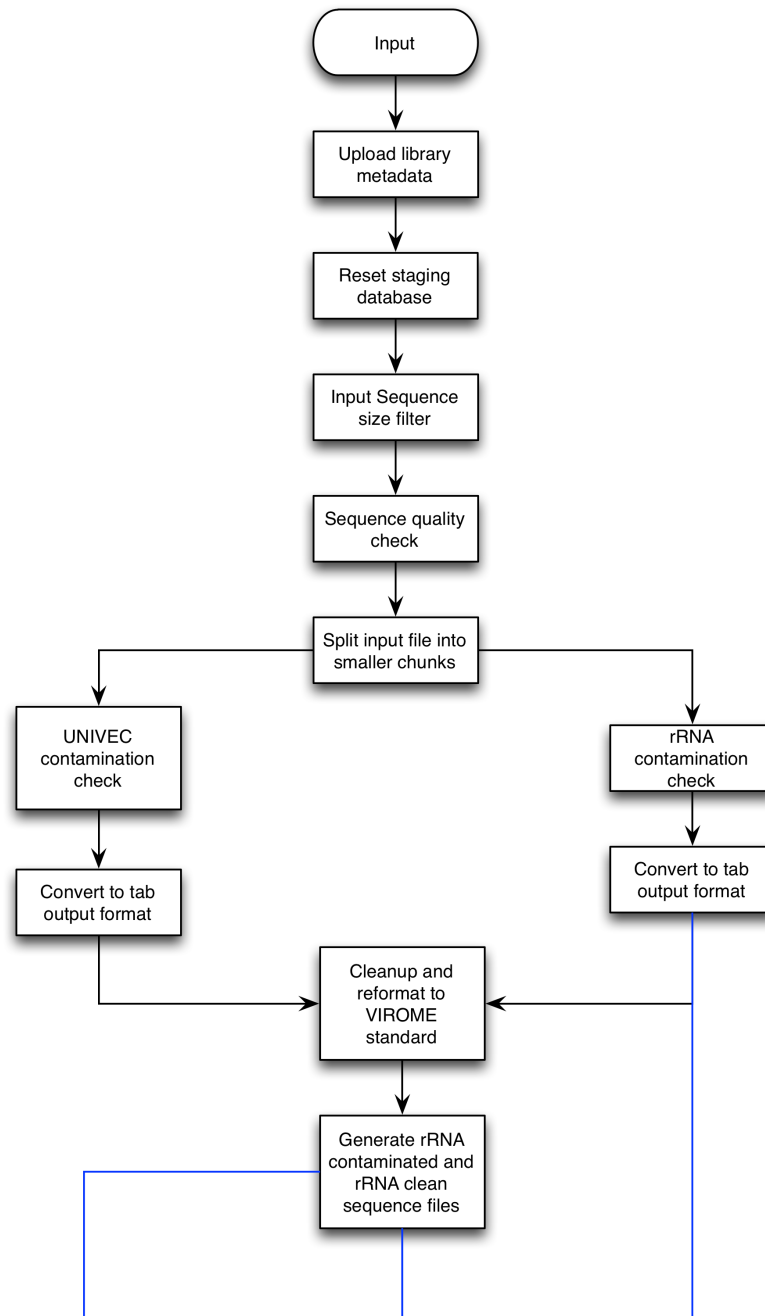 Input
Upload library
metadata
Reset staging
database
Input Sequence
size filter
Sequence quality
check
Split input file into
smaller chunks
UNIVEC
contamination
check
rRNA
contamination
check
Convert to tab
output format
Convert to tab
output format
Cleanup and
reformat to
VIROME
standard
Generate rRNA
contaminated and
rRNA clean
sequence files